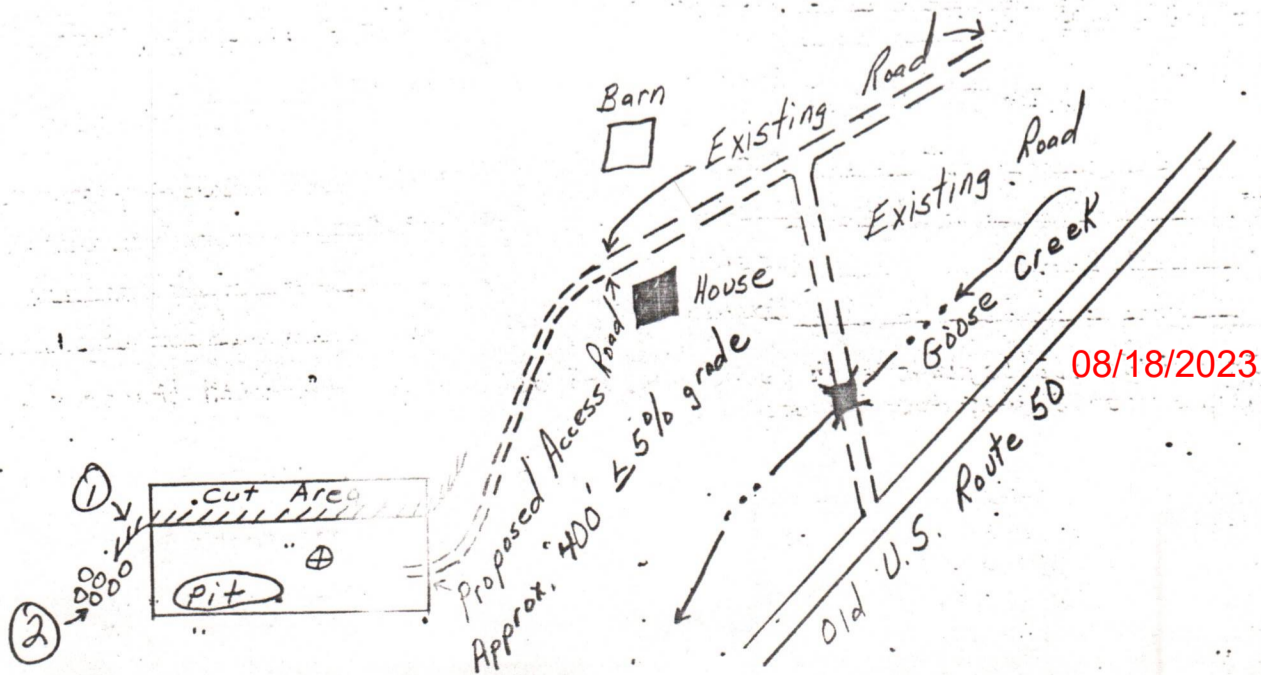 Barn
Existing Road
Existing Road
House
Goose Creek
08/18/2023
Old U.S. Route 50
Proposed Access Road
Approx. 400' < 5% grade
1
Cut Area
Pit
2